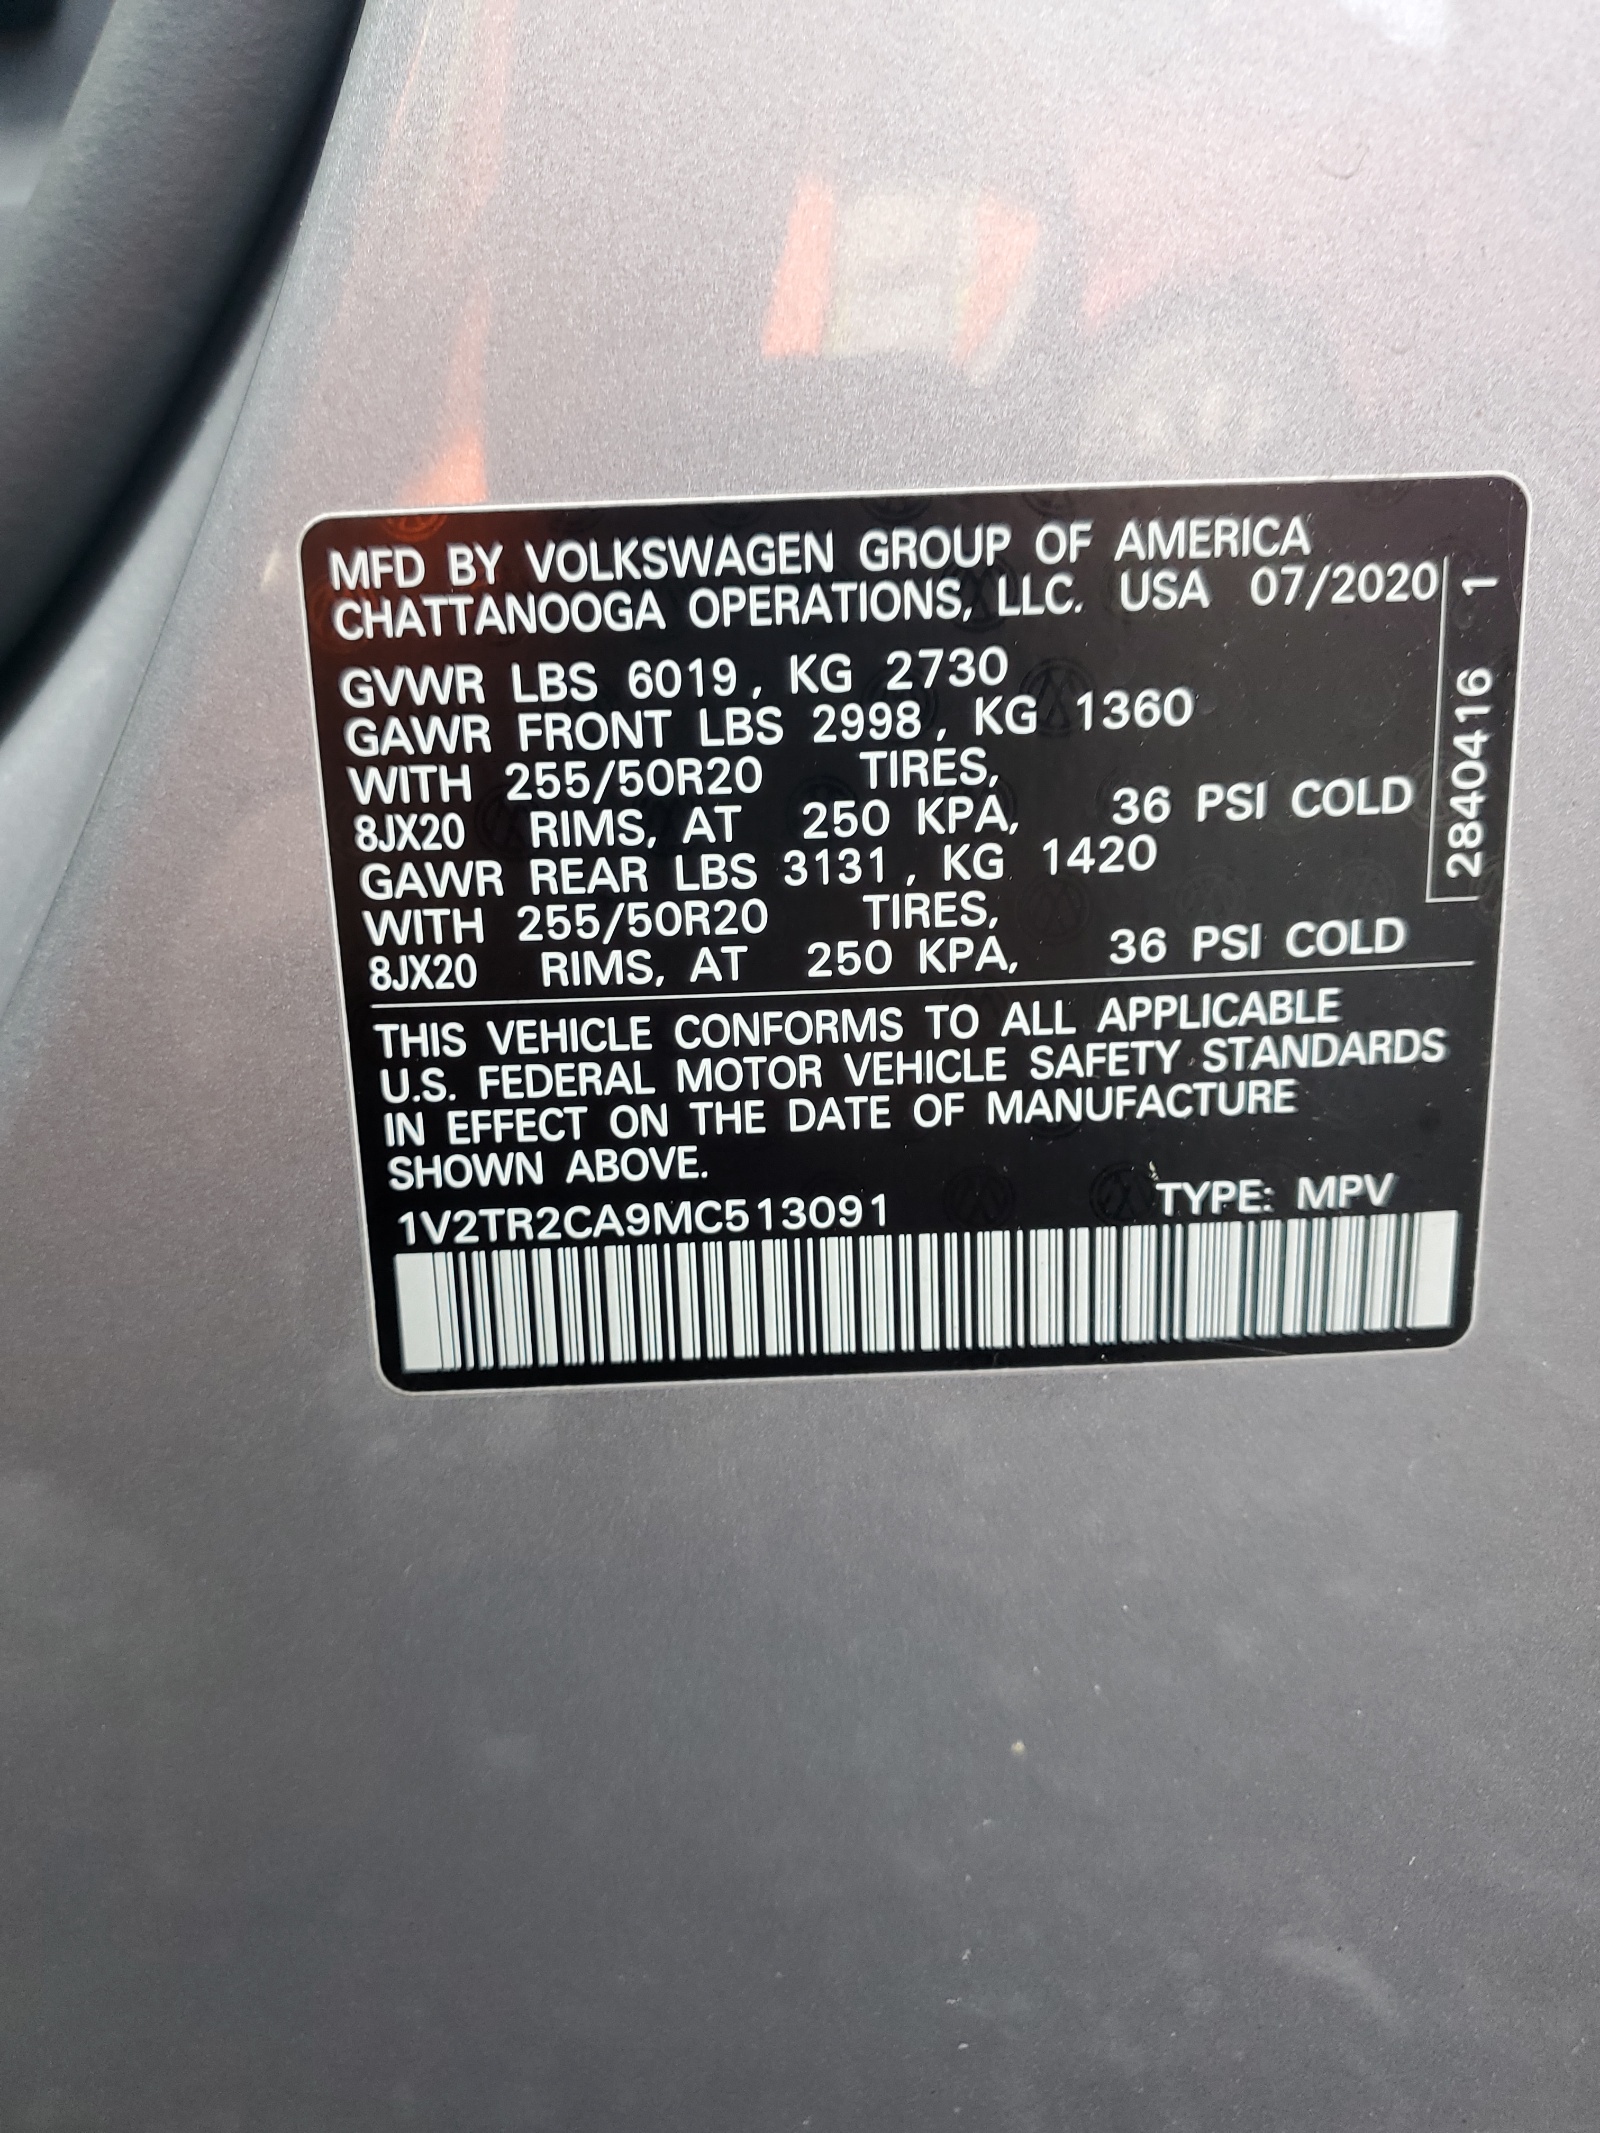 MFD BY VOLKSWAGEN GROUP OF AMERICA
CHATTANOOGA OPERATIONS, LLC. USA 07/2020
GVWR LBS 6019, KG 2730
GAWR FRONT LBS 2998, KG 1360
WITH 255/50R20 TIRES,
8JX20 RIMS, AT 250 KPA, 36 PSI COLD
GAWR REAR LBS 3131, KG 1420
WITH 255/50R20 TIRES,
8JX20 RIMS, AT 250 KPA, 36 PSI COLD
THIS VEHICLE CONFORMS TO ALL APPLICABLE
U.S. FEDERAL MOTOR VEHICLE SAFETY STANDARDS
IN EFFECT ON THE DATE OF MANUFACTURE
SHOWN ABOVE.
1V2TR2CA9MC513091 TYPE: MPV
28404416 1